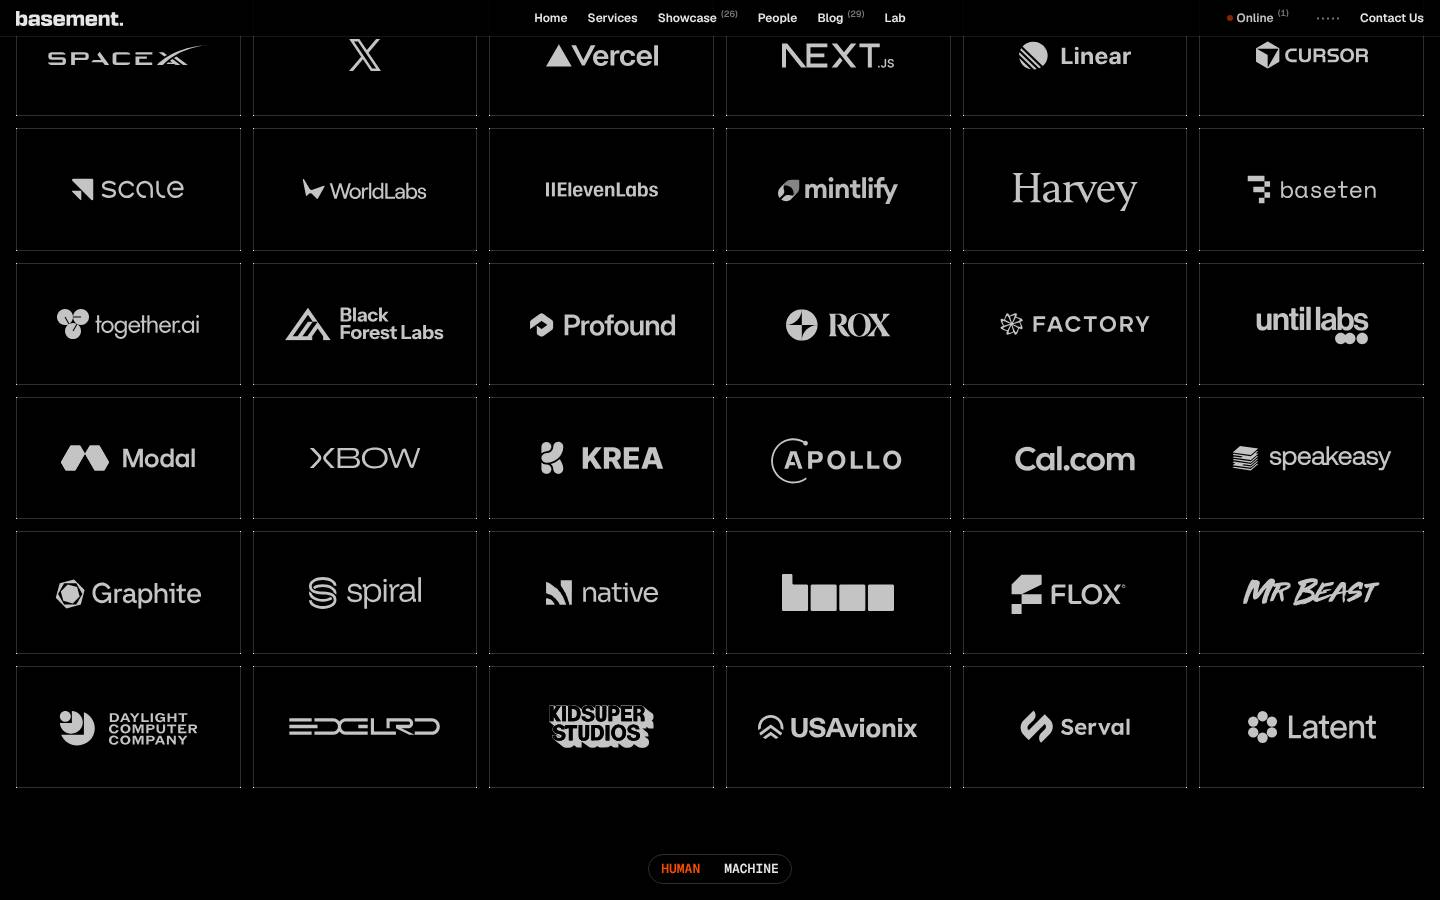 basement.
Home Services Showcase (26) People Blog (29) Lab
Online (1) Contact Us
SPACEX
X
Vercel
NEXT.JS
Linear
CURSOR
scale
WorldLabs
IIElevenLabs
mintlify
Harvey
baseten
together.ai
Black
Forest Labs
Profound
ROX
FACTORY
until labs
Modal
XBOW
KREA
APOLLO
Cal.com
speakeasy
Graphite
spiral
native
FLOX
MR BEAST
DAYLIGHT
COMPUTER
COMPANY
KIDSUPER
STUDIOS
USAvionix
Serval
Latent
HUMAN MACHINE